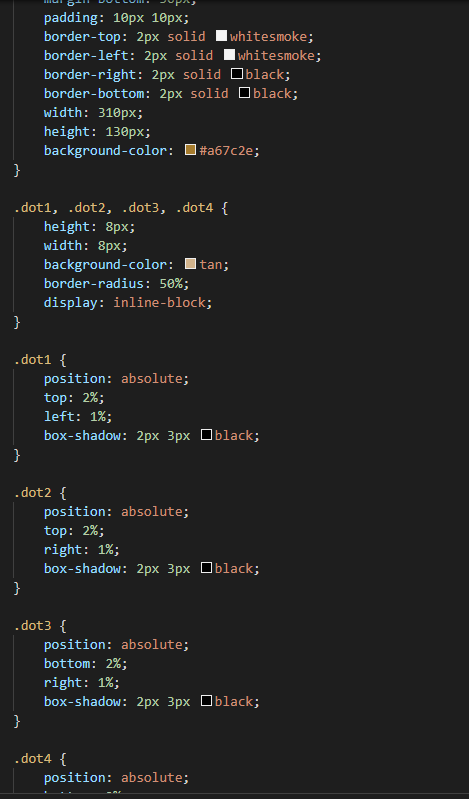 margin-bottom: 50px;
padding: 10px 10px;
border-top: 2px solid whitesmoke;
border-left: 2px solid whitesmoke;
border-right: 2px solid black;
border-bottom: 2px solid black;
width: 310px;
height: 130px;
background-color: #a67c2e;
}
.dot1, .dot2, .dot3, .dot4 {
height: 8px;
width: 8px;
background-color: tan;
border-radius: 50%;
display: inline-block;
}
.dot1 {
position: absolute;
top: 2%;
left: 1%;
box-shadow: 2px 3px black;
}
.dot2 {
position: absolute;
top: 2%;
right: 1%;
box-shadow: 2px 3px black;
}
.dot3 {
position: absolute;
bottom: 2%;
right: 1%;
box-shadow: 2px 3px black;
}
.dot4 {
position: absolute;